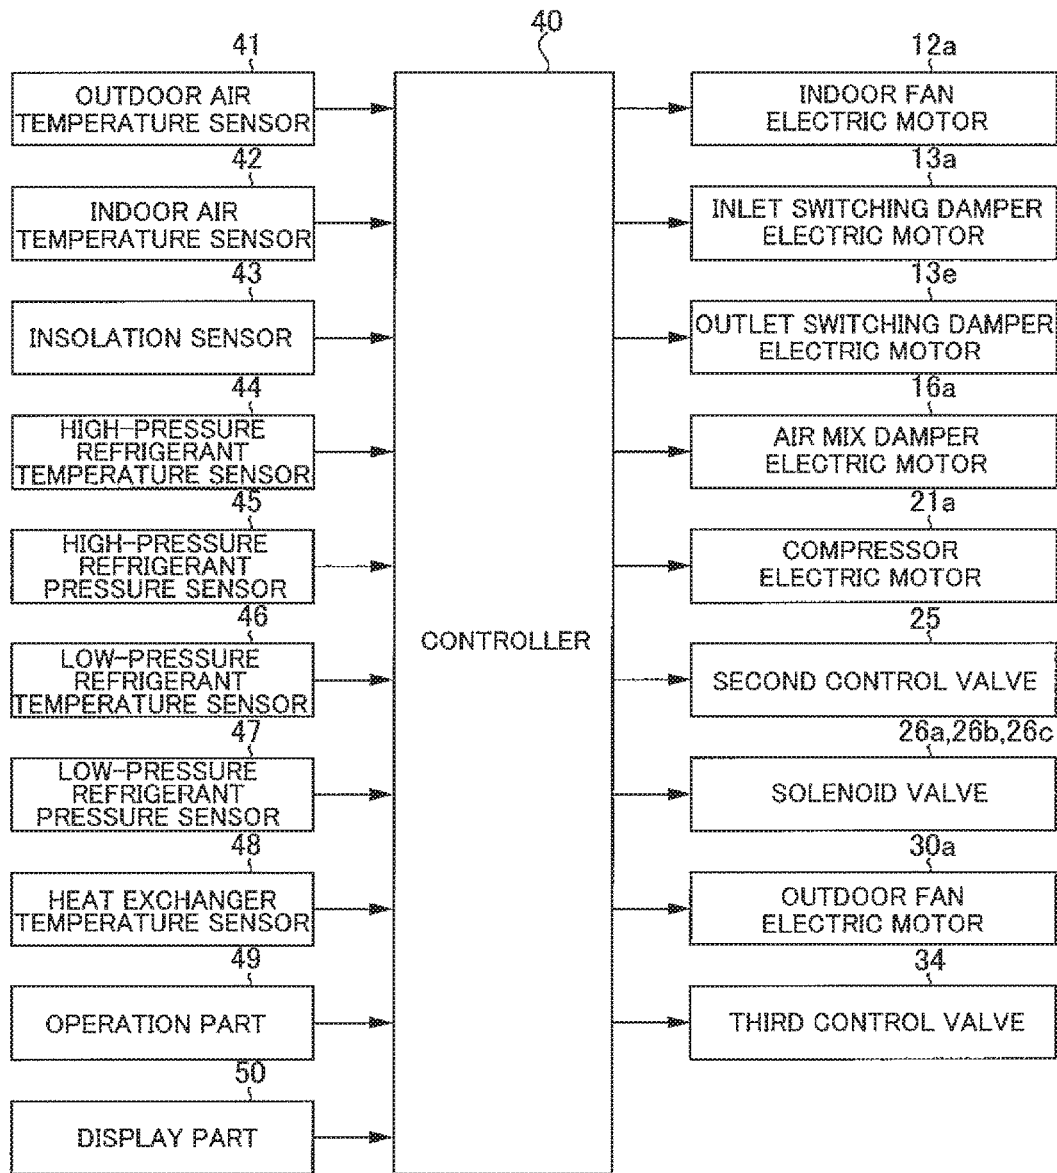 40
41
OUTDOOR AIR
TEMPERATURE SENSOR
42
INDOOR AIR
TEMPERATURE SENSOR
43
INSOLATION SENSOR
44
HIGH-PRESSURE
REFRIGERANT
TEMPERATURE SENSOR
45
HIGH-PRESSURE
REFRIGERANT
PRESSURE SENSOR
46
LOW-PRESSURE
REFRIGERANT
TEMPERATURE SENSOR
47
LOW-PRESSURE
REFRIGERANT
PRESSURE SENSOR
48
HEAT EXCHANGER
TEMPERATURE SENSOR
49
OPERATION PART
50
DISPLAY PART
CONTROLLER
12a
INDOOR FAN
ELECTRIC MOTOR
13a
INLET SWITCHING DAMPER
ELECTRIC MOTOR
13e
OUTLET SWITCHING DAMPER
ELECTRIC MOTOR
16a
AIR MIX DAMPER
ELECTRIC MOTOR
21a
COMPRESSOR
ELECTRIC MOTOR
25
SECOND CONTROL VALVE
26a,26b,26c
SOLENOID VALVE
30a
OUTDOOR FAN
ELECTRIC MOTOR
34
THIRD CONTROL VALVE